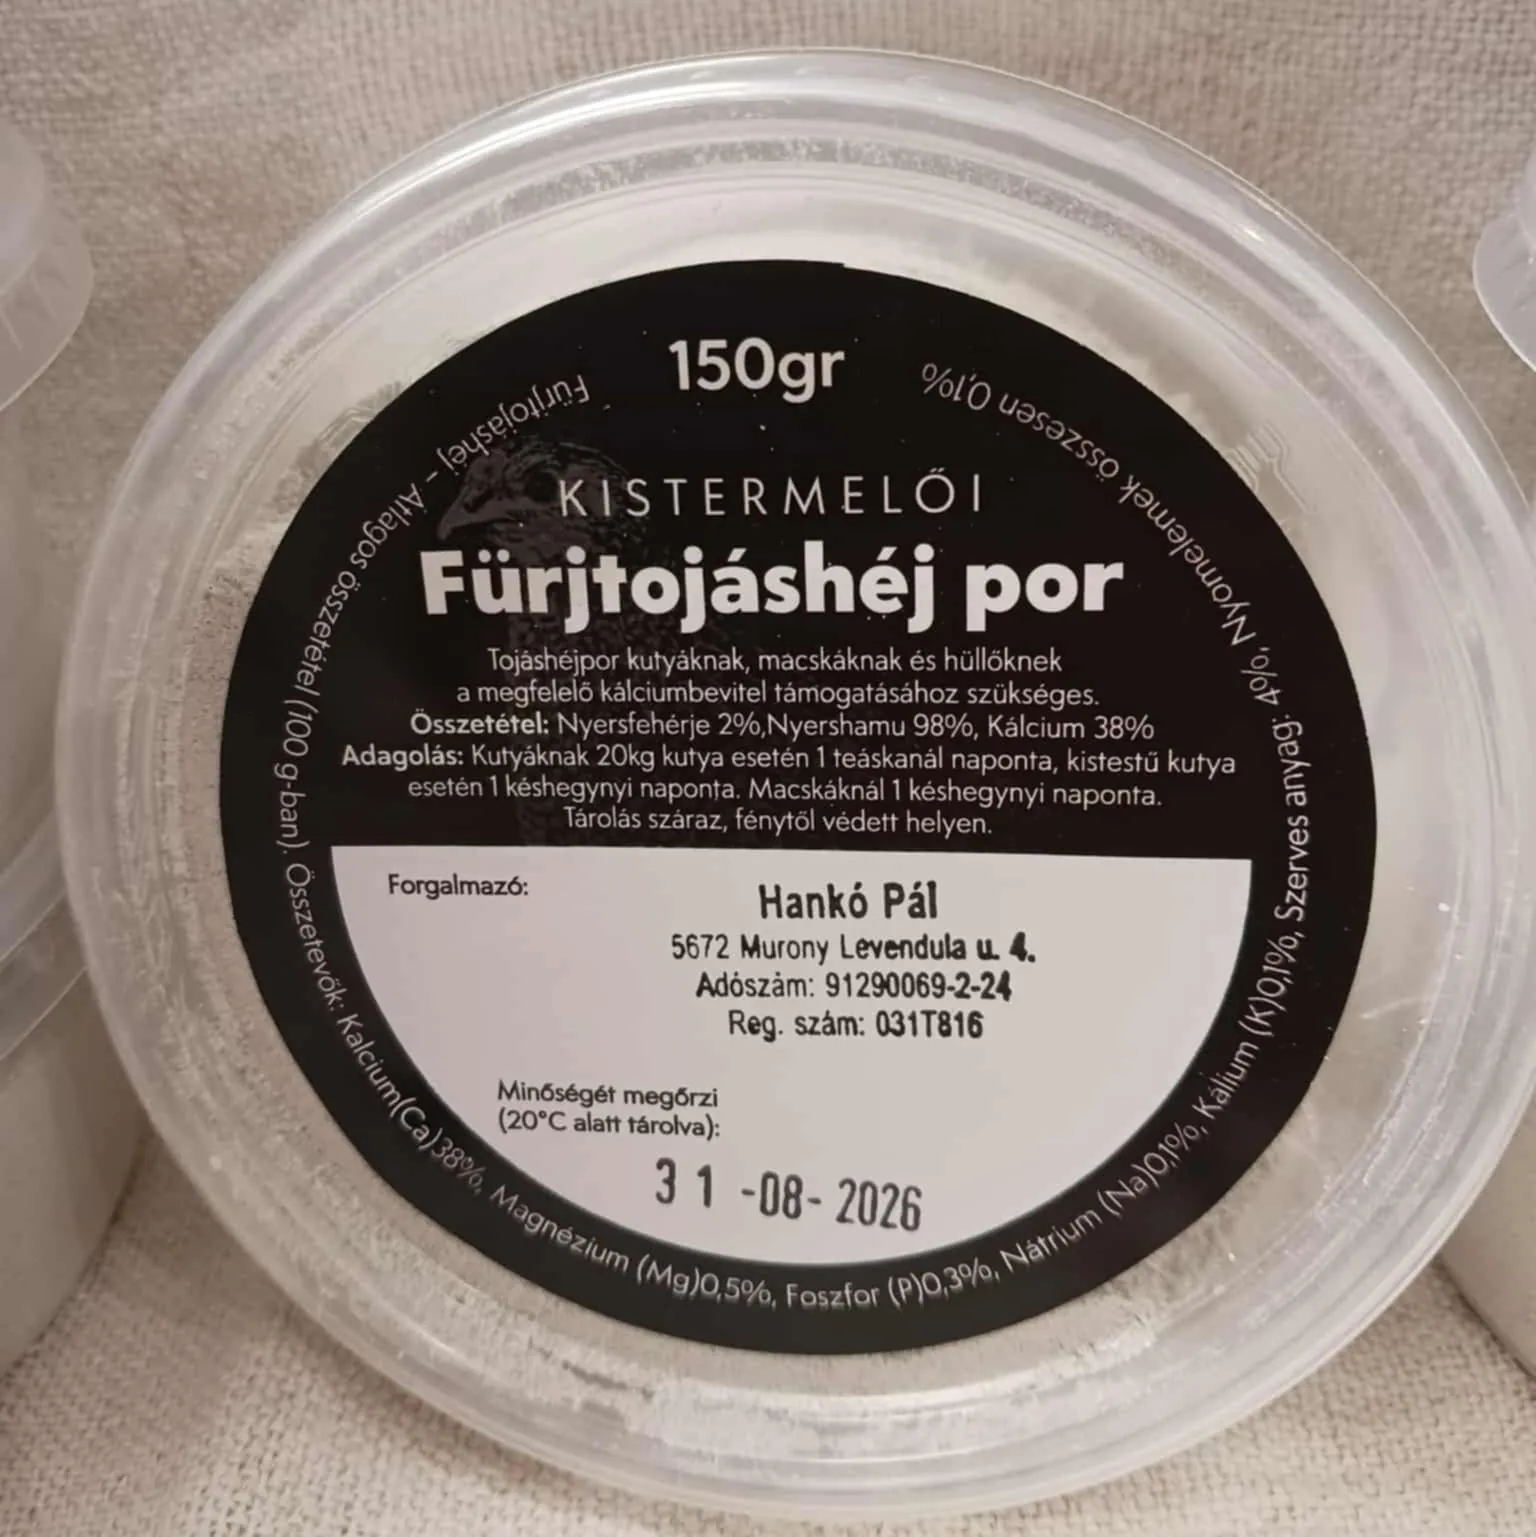 150gr
KISTERMELŐI
Fürjtojáshéj por
Tojáshéjpor kutyáknak, macskáknak és hüllőknek
a megfelelő kálciumbevitel támogatásához szükséges.
Összetétel: Nyersfehérje 2%,Nyershamu 98%, Kálcium 38%
Adagolás: Kutyáknak 20kg kutya esetén 1 teáskanál naponta, kistestű kutya
esetén 1 késhegynyi naponta. Macskáknál 1 késhegynyi naponta.
Tárolás száraz, fénytől védett helyen.
Forgalmazó:
Hankó Pál
5672 Murony Levendula u. 4.
Adószám: 91290069-2-24
Reg. szám: 031T816
Minőségét megőrzi
(20°C alatt tárolva):
31-08-2026
Fürjtojáshéj – Átlagos összetétel (100 g-ban). Összetevők: Kalcium(Ca)38%, Magnézium (Mg)0,5%, Foszfor (P)0,3%, Nátrium (Na)0,1%, Kálium (K)0,1%, Szerves anyag: 4%, Nyomelemek összesen 0,1%